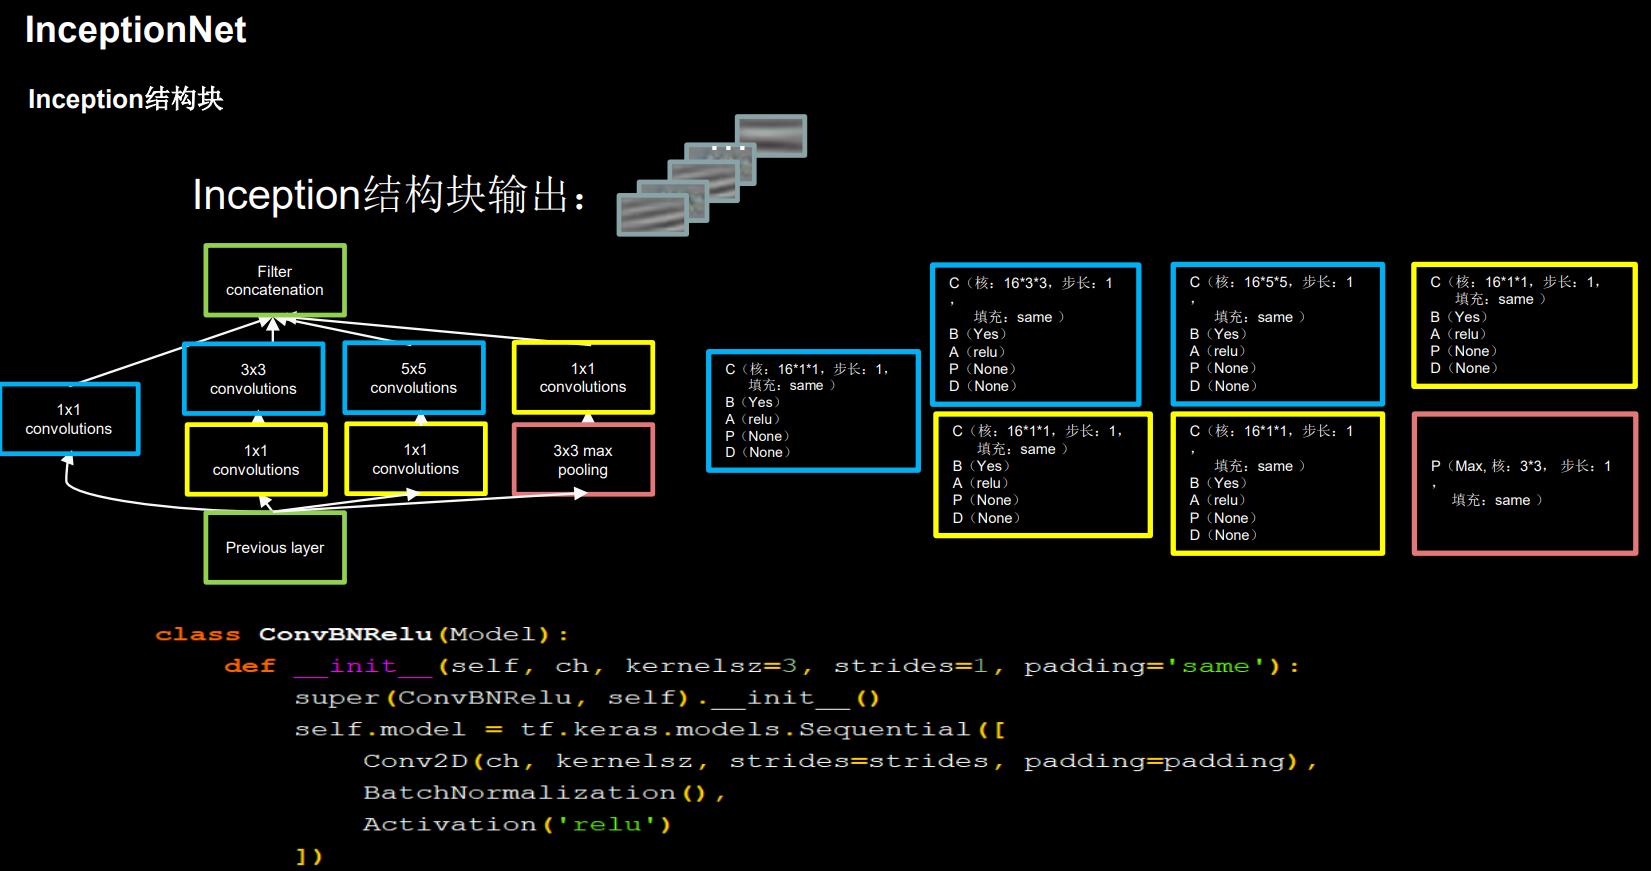 InceptionNet
Inception结构块
Inception结构块输出：
...
Filter
concatenation
3x3
convolutions
5x5
convolutions
1x1
convolutions
1x1
convolutions
1x1
convolutions
1x1
convolutions
3x3 max
pooling
Previous layer
C（核：16*1*1，步长：1，
填充：same ）
B（Yes）
A（relu）
P（None）
D（None）
C（核：16*3*3，步长：1
，
填充：same ）
B（Yes）
A（relu）
P（None）
D（None）
C（核：16*5*5，步长：1
，
填充：same ）
B（Yes）
A（relu）
P（None）
D（None）
C（核：16*1*1，步长：1，
填充：same ）
B（Yes）
A（relu）
P（None）
D（None）
C（核：16*1*1，步长：1，
填充：same ）
B（Yes）
A（relu）
P（None）
D（None）
C（核：16*1*1，步长：1
，
填充：same ）
B（Yes）
A（relu）
P（None）
D（None）
P（Max, 核：3*3， 步长：1
，
填充：same ）
class ConvBNRelu(Model):
def __init__(self, ch, kernelsz=3, strides=1, padding='same'):
super(ConvBNRelu, self).__init__()
self.model = tf.keras.models.Sequential([
Conv2D(ch, kernelsz, strides=strides, padding=padding),
BatchNormalization(),
Activation('relu')
])